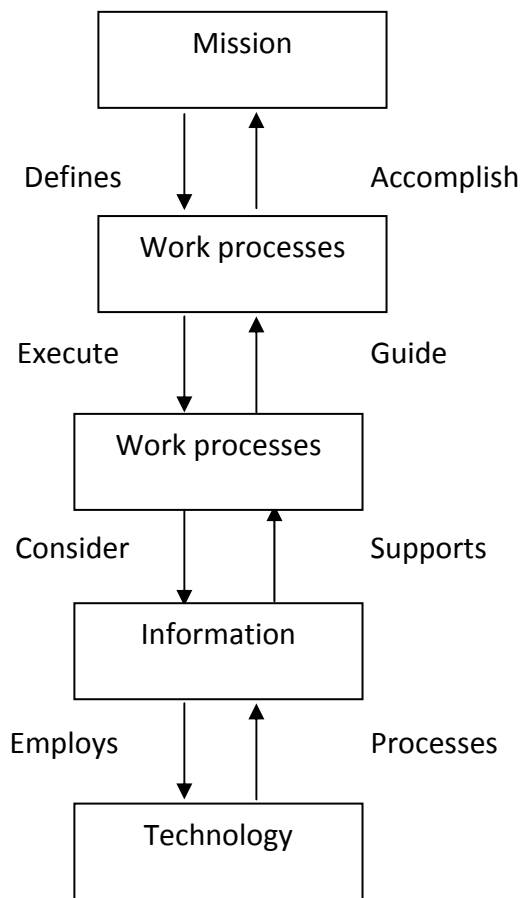 Mission
Defines
Accomplish
Work processes
Execute
Guide
Work processes
Consider
Supports
Information
Employs
Processes
Technology